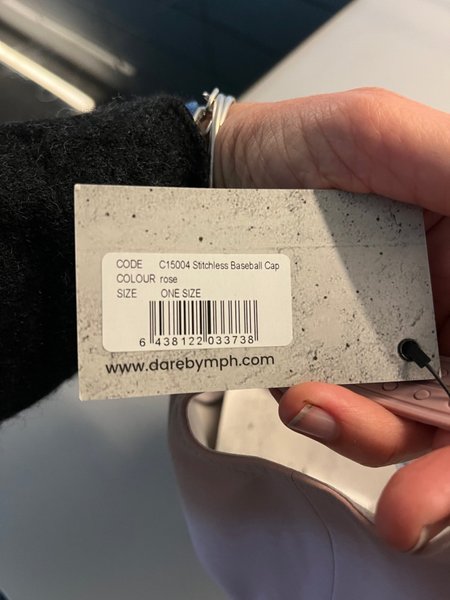 CODE C15004 Stitchless Baseball Cap
COLOUR rose
SIZE ONE SIZE
6 438122 033738
www.darebymph.com